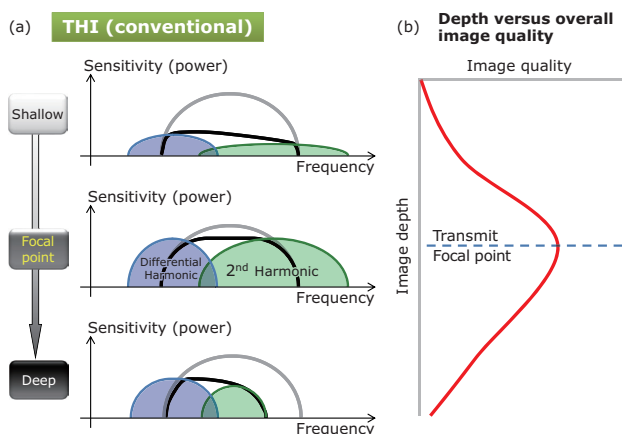 (a) THI (conventional)
Shallow
Focal
point
Deep
Sensitivity (power)
Frequency
Sensitivity (power)
Differential
Harmonic
2nd Harmonic
Frequency
Sensitivity (power)
Frequency
(b) Depth versus overall
image quality
Image quality
Image depth
Transmit
Focal point